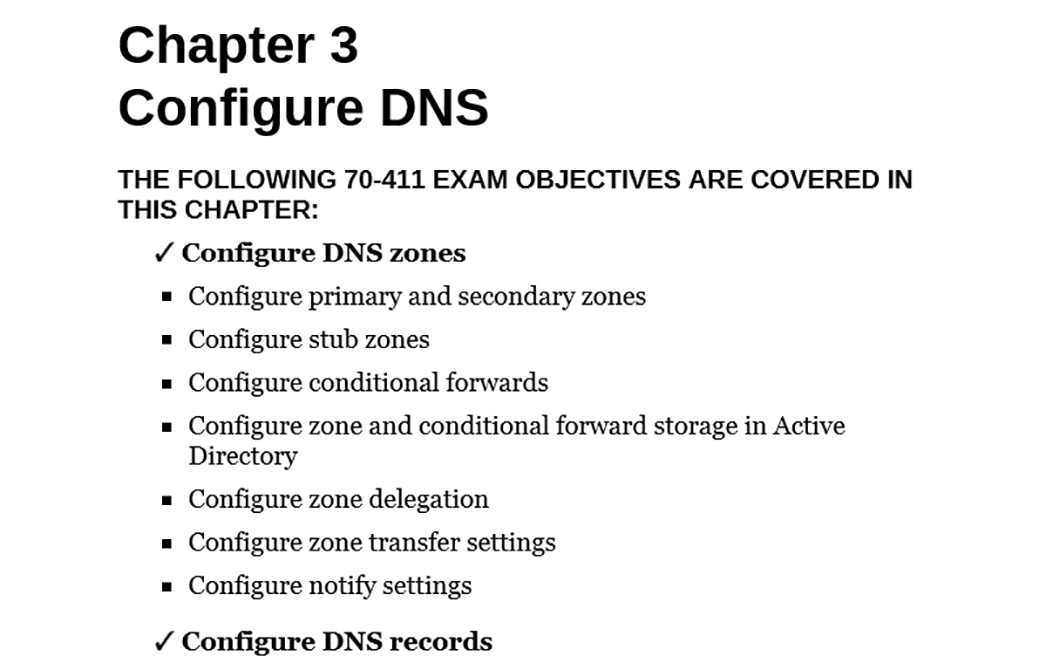 Chapter 3
Configure DNS
THE FOLLOWING 70-411 EXAM OBJECTIVES ARE COVERED IN
THIS CHAPTER:
✓ Configure DNS zones
▪ Configure primary and secondary zones
▪ Configure stub zones
▪ Configure conditional forwards
▪ Configure zone and conditional forward storage in Active
Directory
▪ Configure zone delegation
▪ Configure zone transfer settings
▪ Configure notify settings
✓ Configure DNS records